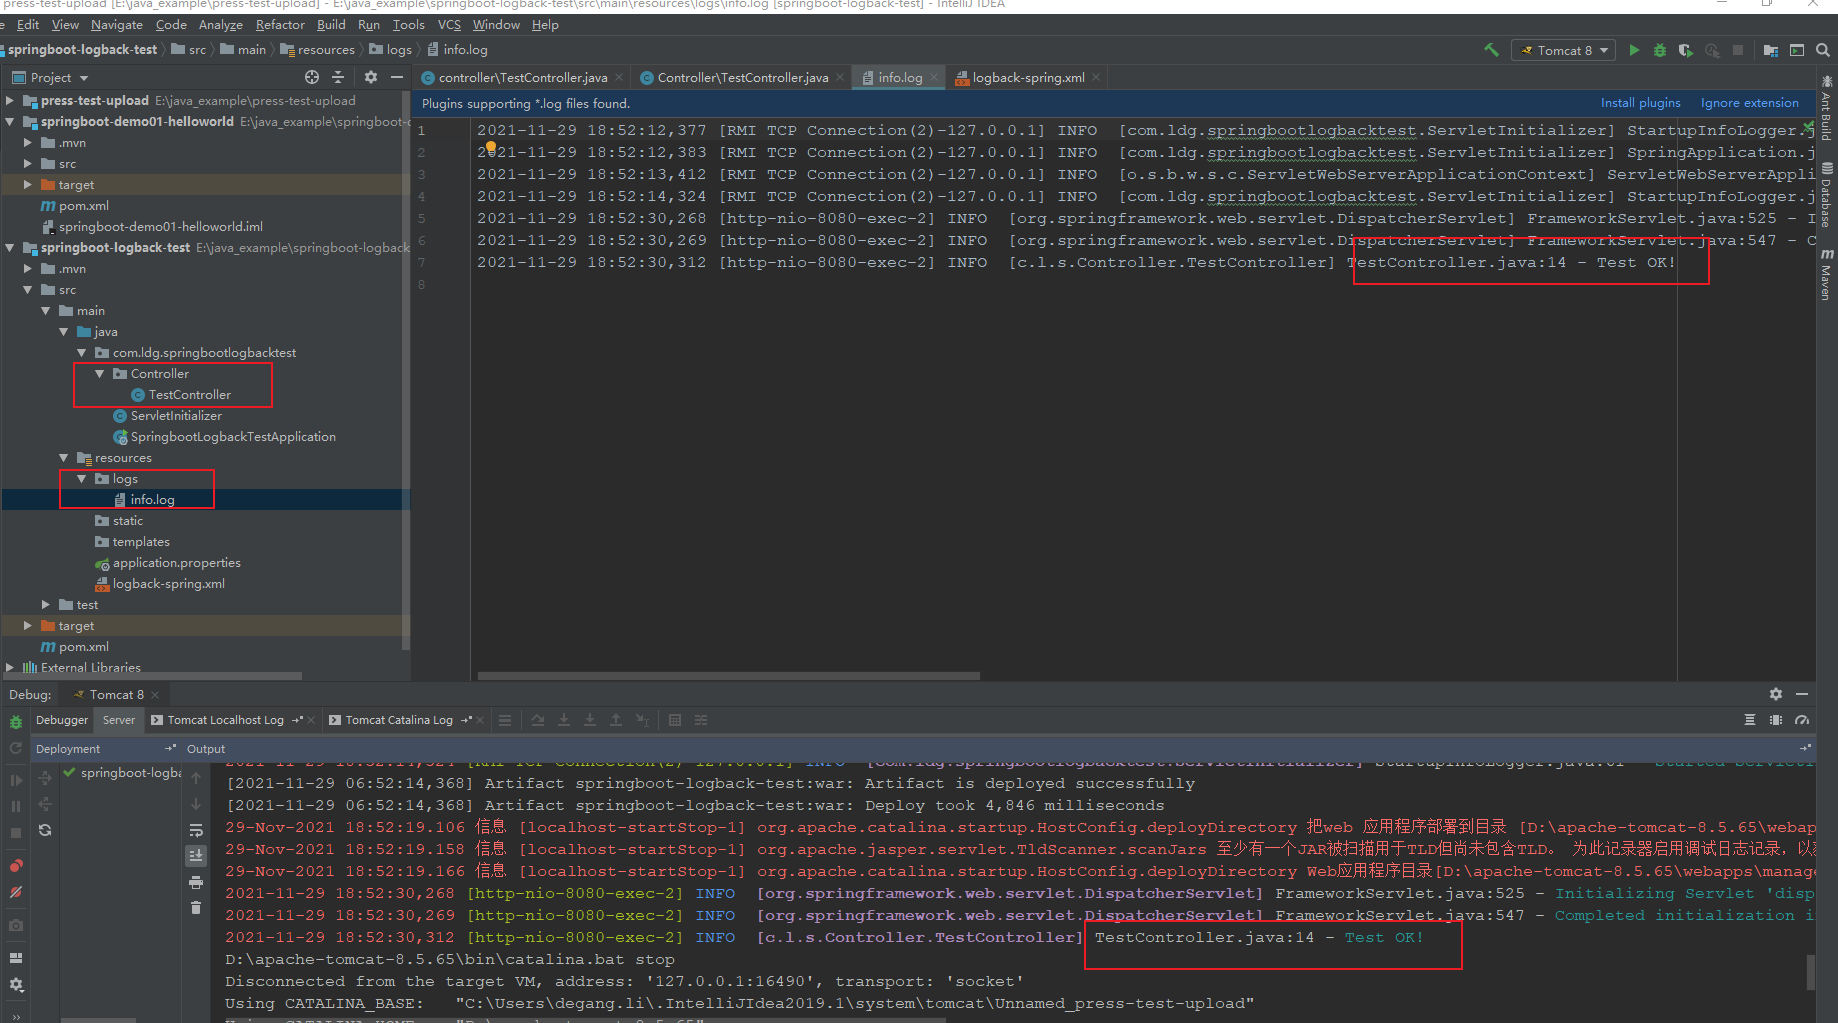 press-test-upload [E:\java_example\press-test-upload] - E:\java_example\springboot-logback-test\src\main\resources\logs\info.log [springboot-logback-test] - IntelliJ IDEA
Edit View Navigate Code Analyze Refactor Build Run Tools VCS Window Help
springboot-logback-test src main resources logs info.log
Tomcat 8
Project
controller\TestController.java Controller\TestController.java info.log logback-spring.xml
Plugins supporting *.log files found. Install plugins Ignore extension
press-test-upload E:\java_example\press-test-upload
springboot-demo01-helloworld E:\java_example\springboot-
.mvn
src
target
pom.xml
springboot-demo01-helloworld.iml
springboot-logback-test E:\java_example\springboot-logback
.mvn
src
main
java
com.ldg.springbootlogbacktest
Controller
TestController
ServletInitializer
SpringbootLogbackTestApplication
resources
logs
info.log
static
templates
application.properties
logback-spring.xml
test
target
pom.xml
External Libraries
1 2021-11-29 18:52:12,377 [RMI TCP Connection(2)-127.0.0.1] INFO [com.ldg.springbootlogbacktest.ServletInitializer] StartupInfoLogger.j
2 2021-11-29 18:52:12,383 [RMI TCP Connection(2)-127.0.0.1] INFO [com.ldg.springbootlogbacktest.ServletInitializer] SpringApplication.j
3 2021-11-29 18:52:13,412 [RMI TCP Connection(2)-127.0.0.1] INFO [o.s.b.w.s.c.ServletWebServerApplicationContext] ServletWebServerAppli
4 2021-11-29 18:52:14,324 [RMI TCP Connection(2)-127.0.0.1] INFO [com.ldg.springbootlogbacktest.ServletInitializer] StartupInfoLogger.j
5 2021-11-29 18:52:30,268 [http-nio-8080-exec-2] INFO [org.springframework.web.servlet.DispatcherServlet] FrameworkServlet.java:525 - I
6 2021-11-29 18:52:30,269 [http-nio-8080-exec-2] INFO [org.springframework.web.servlet.DispatcherServlet] FrameworkServlet.java:547 - C
7 2021-11-29 18:52:30,312 [http-nio-8080-exec-2] INFO [c.l.s.Controller.TestController] TestController.java:14 - Test OK!
8
Ant Build
Database
Maven
Debug: Tomcat 8
Debugger Server Tomcat Localhost Log Tomcat Catalina Log
Deployment Output
springboot-logba
2021-11-29 18:52:14,324 [RMI TCP Connection(2)-127.0.0.1] INFO [com.ldg.springbootlogbacktest.ServletInitializer] StartupInfoLogger.java:61 - Started Servleti
[2021-11-29 06:52:14,368] Artifact springboot-logback-test:war: Artifact is deployed successfully
[2021-11-29 06:52:14,368] Artifact springboot-logback-test:war: Deploy took 4,846 milliseconds
29-Nov-2021 18:52:19.106 信息 [localhost-startStop-1] org.apache.catalina.startup.HostConfig.deployDirectory 把web 应用程序部署到目录 [D:\apache-tomcat-8.5.65\webapp
29-Nov-2021 18:52:19.158 信息 [localhost-startStop-1] org.apache.jasper.servlet.TldScanner.scanJars 至少有一个JAR被扫描用于TLD但尚未包含TLD。 为此记录器启用调试日志记录，以
29-Nov-2021 18:52:19.166 信息 [localhost-startStop-1] org.apache.catalina.startup.HostConfig.deployDirectory Web应用程序目录[D:\apache-tomcat-8.5.65\webapps\manage
2021-11-29 18:52:30,268 [http-nio-8080-exec-2] INFO [org.springframework.web.servlet.DispatcherServlet] FrameworkServlet.java:525 - Initializing Servlet 'disp
2021-11-29 18:52:30,269 [http-nio-8080-exec-2] INFO [org.springframework.web.servlet.DispatcherServlet] FrameworkServlet.java:547 - Completed initialization i
2021-11-29 18:52:30,312 [http-nio-8080-exec-2] INFO [c.l.s.Controller.TestController] TestController.java:14 - Test OK!
D:\apache-tomcat-8.5.65\bin\catalina.bat stop
Disconnected from the target VM, address: '127.0.0.1:16490', transport: 'socket'
Using CATALINA_BASE: "C:\Users\degang.li\.IntelliJIdea2019.1\system\tomcat\Unnamed_press-test-upload"